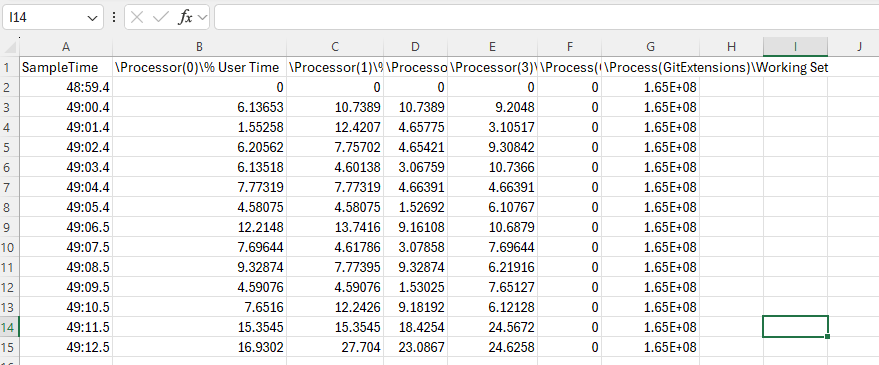 I14 fx
A B C D E F G H I J
1 SampleTime \Processor(0)\% User Time \Processor(1)\% \Processo \Processor(3)\ \Process( \Process(GitExtensions)\Working Set
2 48:59.4 0 0 0 0 0 1.65E+08
3 49:00.4 6.13653 10.7389 10.7389 9.2048 0 1.65E+08
4 49:01.4 1.55258 12.4207 4.65775 3.10517 0 1.65E+08
5 49:02.4 6.20562 7.75702 4.65421 9.30842 0 1.65E+08
6 49:03.4 6.13518 4.60138 3.06759 10.7366 0 1.65E+08
7 49:04.4 7.77319 7.77319 4.66391 4.66391 0 1.65E+08
8 49:05.4 4.58075 4.58075 1.52692 6.10767 0 1.65E+08
9 49:06.5 12.2148 13.7416 9.16108 10.6879 0 1.65E+08
10 49:07.5 7.69644 4.61786 3.07858 7.69644 0 1.65E+08
11 49:08.5 9.32874 7.77395 9.32874 6.21916 0 1.65E+08
12 49:09.5 4.59076 4.59076 1.53025 7.65127 0 1.65E+08
13 49:10.5 7.6516 12.2426 9.18192 6.12128 0 1.65E+08
14 49:11.5 15.3545 15.3545 18.4254 24.5672 0 1.65E+08
15 49:12.5 16.9302 27.704 23.0867 24.6258 0 1.65E+08